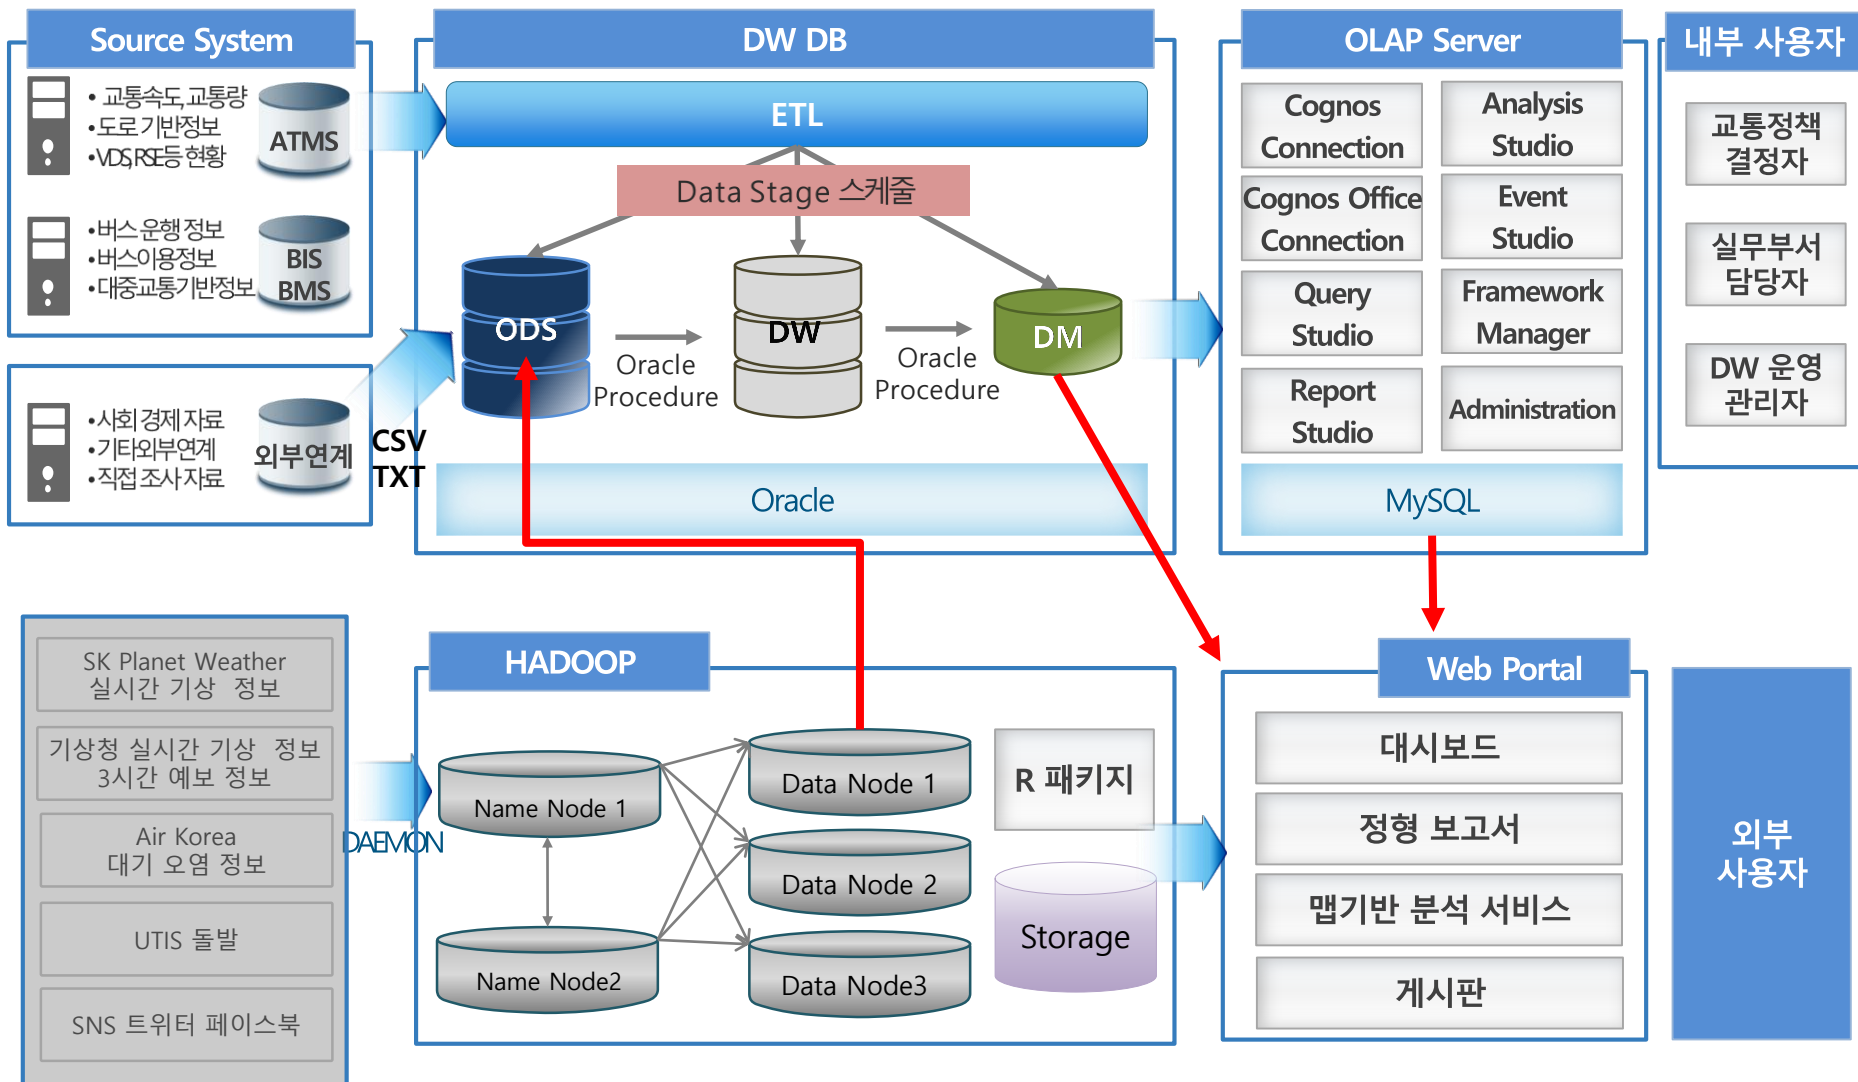 Source System
• 교통속도,교통량
•도로 기반정보
•VDS,RSE등 현황
ATMS
•버스 운행 정보
•버스이용정보
•대중교통기반정보
BIS
BMS
•사회 경제 자료
•기타외부연계
•직접 조사 자료
외부연계
CSV
TXT
DW DB
ETL
Data Stage 스케줄
ODS
Oracle
Procedure
DW
Oracle
Procedure
DM
Oracle
OLAP Server
Cognos
Connection
Analysis
Studio
Cognos Office
Connection
Event
Studio
Query
Studio
Framework
Manager
Report
Studio
Administration
MySQL
내부 사용자
교통정책
결정자
실무부서
담당자
DW 운영
관리자
SK Planet Weather
실시간 기상 정보
기상청 실시간 기상 정보
3시간 예보 정보
Air Korea
대기 오염 정보
UTIS 돌발
SNS 트위터 페이스북
DAEMON
HADOOP
Name Node 1
Name Node2
Data Node 1
Data Node 2
Data Node3
R 패키지
Storage
Web Portal
대시보드
정형 보고서
맵기반 분석 서비스
게시판
외부
사용자